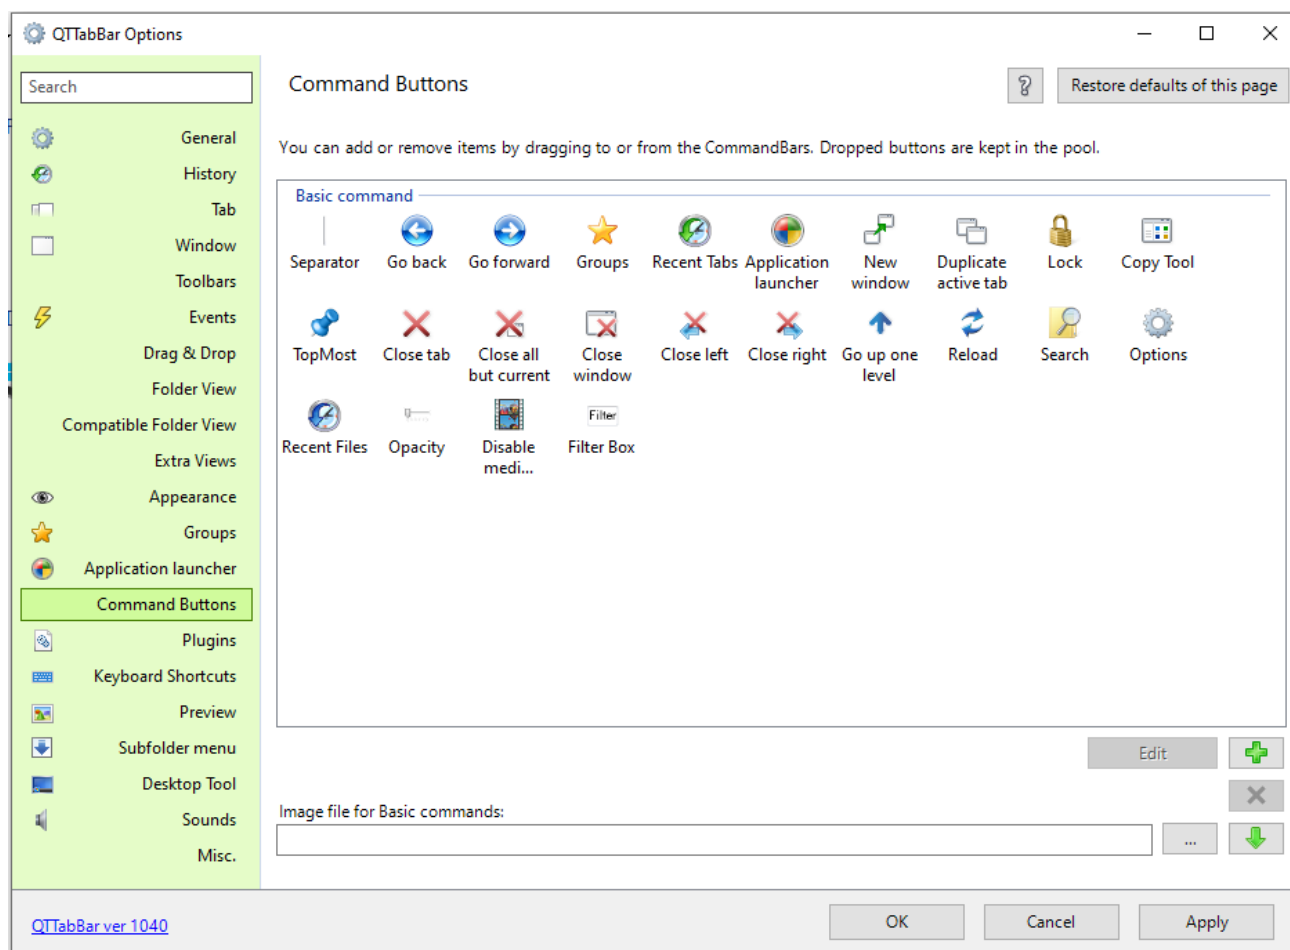 QTTabBar Options
Search
General
History
Tab
Window
Toolbars
Events
Drag & Drop
Folder View
Compatible Folder View
Extra Views
Appearance
Groups
Application launcher
Command Buttons
Plugins
Keyboard Shortcuts
Preview
Subfolder menu
Desktop Tool
Sounds
Misc.
QTTabBar ver 1040
Command Buttons
?
Restore defaults of this page
You can add or remove items by dragging to or from the CommandBars. Dropped buttons are kept in the pool.
Basic command
Separator
Go back
Go forward
Groups
Recent Tabs
Application
launcher
New
window
Duplicate
active tab
Lock
Copy Tool
TopMost
Close tab
Close all
but current
Close
window
Close left
Close right
Go up one
level
Reload
Search
Options
Recent Files
Opacity
Disable
medi...
Filter
Filter Box
Edit
Image file for Basic commands:
...
OK
Cancel
Apply